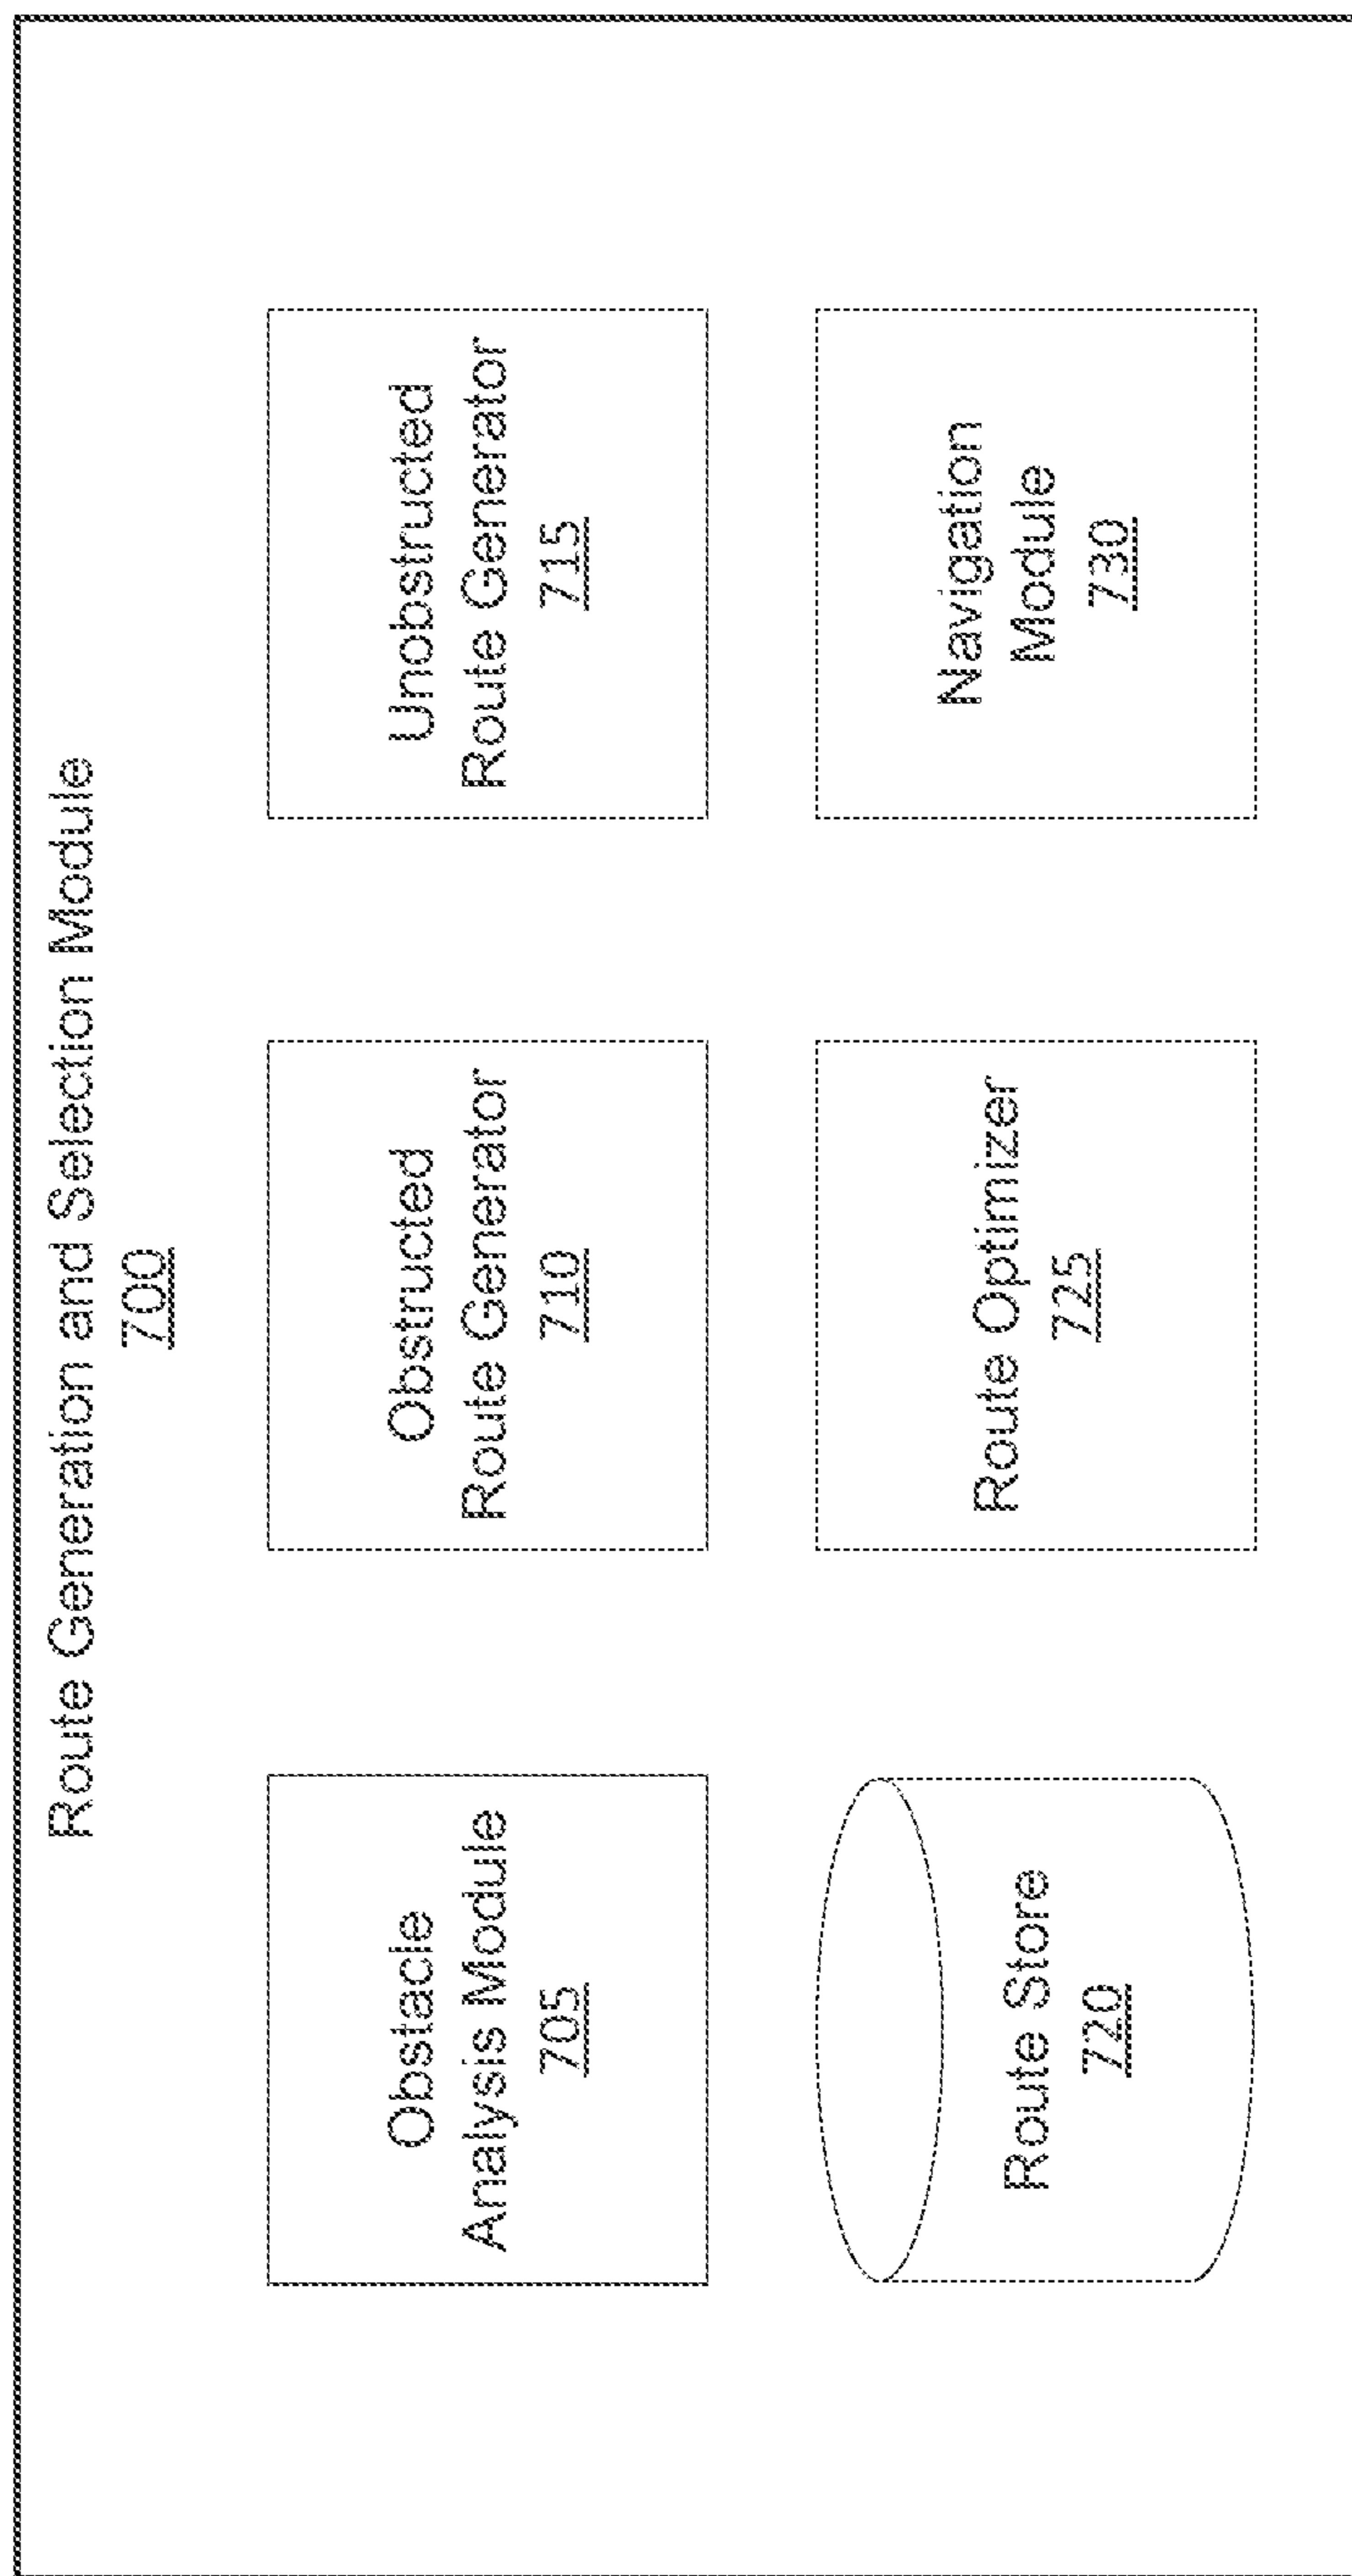 Route Generation and Selection Module
700
Obstacle
Analysis Module
705
Obstructed
Route Generator
710
Unobstructed
Route Generator
715
Route Store
720
Route Optimizer
725
Navigation
Module
730